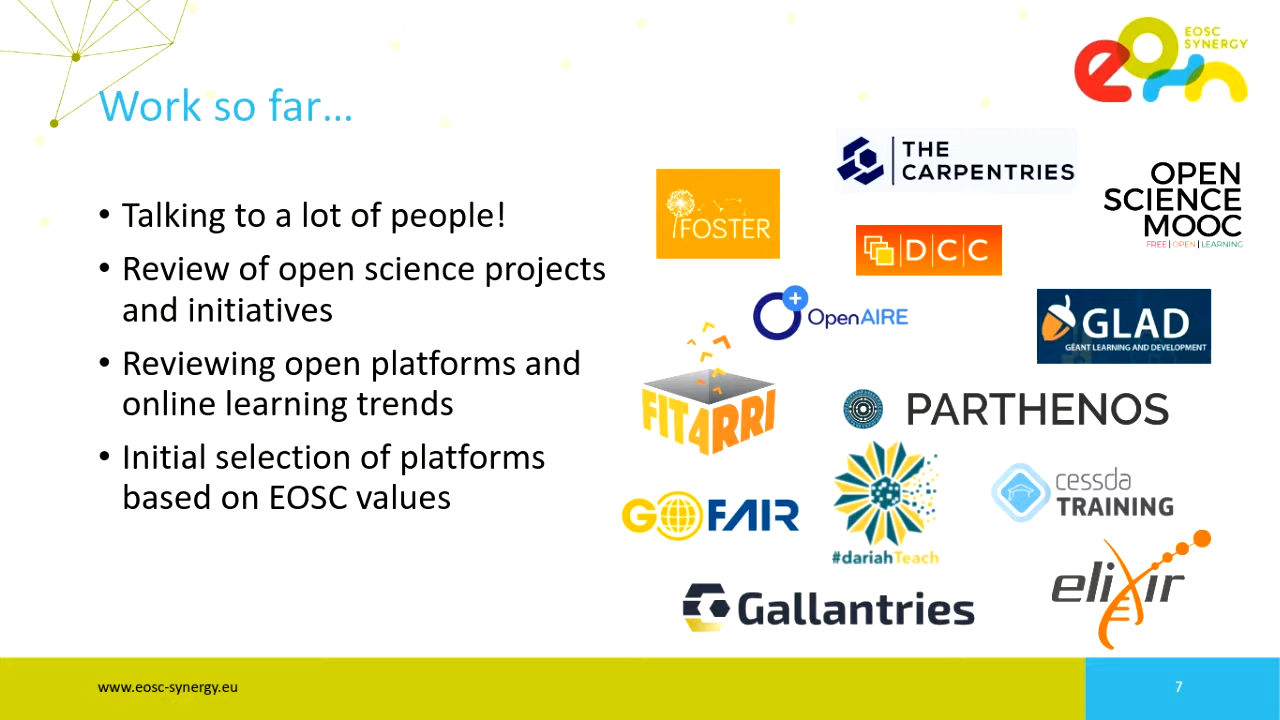 EOSC
SYNERGY
Work so far...
• Talking to a lot of people!
• Review of open science projects
and initiatives
• Reviewing open platforms and
online learning trends
• Initial selection of platforms
based on EOSC values
THE
CARPENTRIES
FOSTER
OPEN
SCIENCE
MOOC
FREE | OPEN | LEARNING
DCC
OpenAIRE
GLAD
GÉANT LEARNING AND DEVELOPMENT
FIT4RRI
PARTHENOS
cessda
TRAINING
GO FAIR
#dariahTeach
elixir
Gallantries
www.eosc-synergy.eu
7